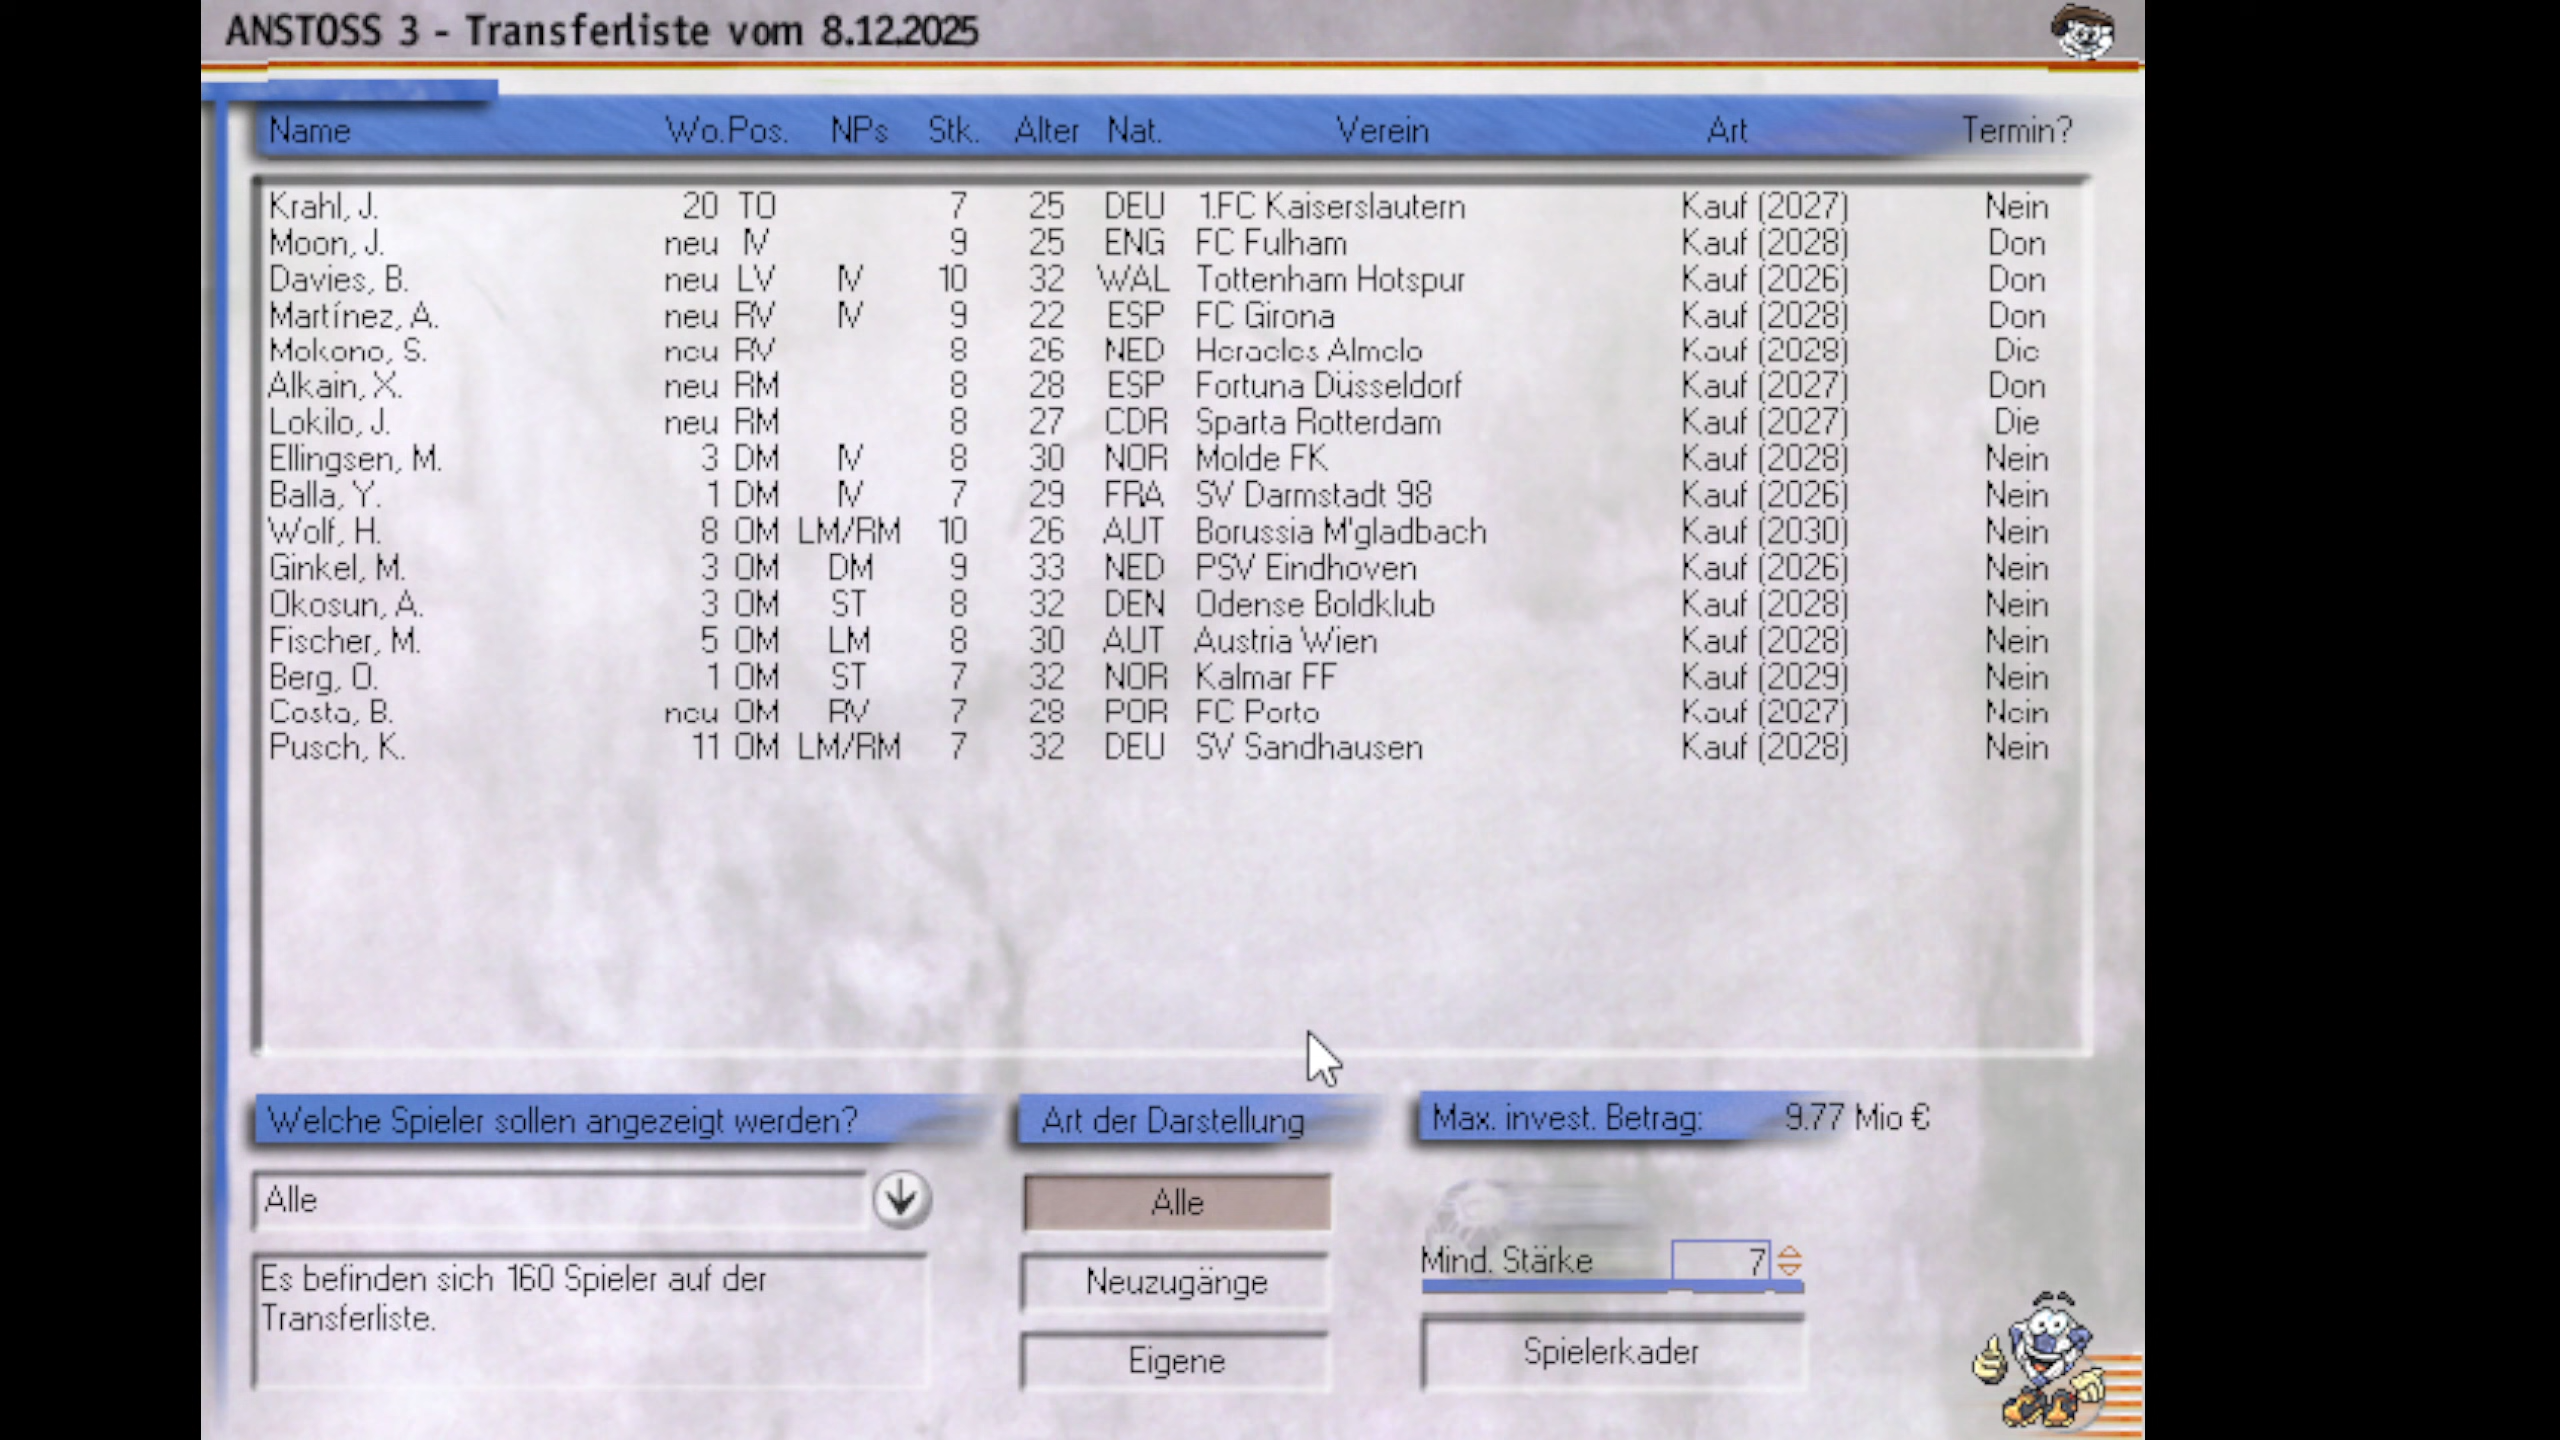 ANSTOSS 3 - Transferliste vom 8.12.2025
Name Wo. Pos. NPs Stk. Alter Nat. Verein Art Termin?
Krahl, J. 20 TO 7 25 DEU 1.FC Kaiserslautern Kauf (2027) Nein
Moon, J. neu IV 9 25 ENG FC Fulham Kauf (2028) Don
Davies, B. neu LV IV 10 32 WAL Tottenham Hotspur Kauf (2026) Don
Martínez, A. neu RV IV 9 22 ESP FC Girona Kauf (2028) Don
Mokono, S. neu RV 8 26 NED Heracles Almelo Kauf (2028) Die
Alkain, X. neu RM 8 28 ESP Fortuna Düsseldorf Kauf (2027) Don
Lokilo, J. neu RM 8 27 CDR Sparta Rotterdam Kauf (2027) Die
Ellingsen, M. 3 DM IV 8 30 NOR Molde FK Kauf (2028) Nein
Balla, Y. 1 DM IV 7 29 FRA SV Darmstadt 98 Kauf (2026) Nein
Wolf, H. 8 OM LM/RM 10 26 AUT Borussia M'gladbach Kauf (2030) Nein
Ginkel, M. 3 OM DM 9 33 NED PSV Eindhoven Kauf (2026) Nein
Okosun, A. 3 OM ST 8 32 DEN Odense Boldklub Kauf (2028) Nein
Fischer, M. 5 OM LM 8 30 AUT Austria Wien Kauf (2028) Nein
Berg, O. 1 OM ST 7 32 NOR Kalmar FF Kauf (2029) Nein
Costa, B. neu OM RV 7 28 POR FC Porto Kauf (2027) Nein
Pusch, K. 11 OM LM/RM 7 32 DEU SV Sandhausen Kauf (2028) Nein
Welche Spieler sollen angezeigt werden?
Alle
Es befinden sich 160 Spieler auf der
Transferliste.
Art der Darstellung
Alle
Neuzugänge
Eigene
Max. invest. Betrag: 9.77 Mio €
Mind. Stärke 7
Spielerkader